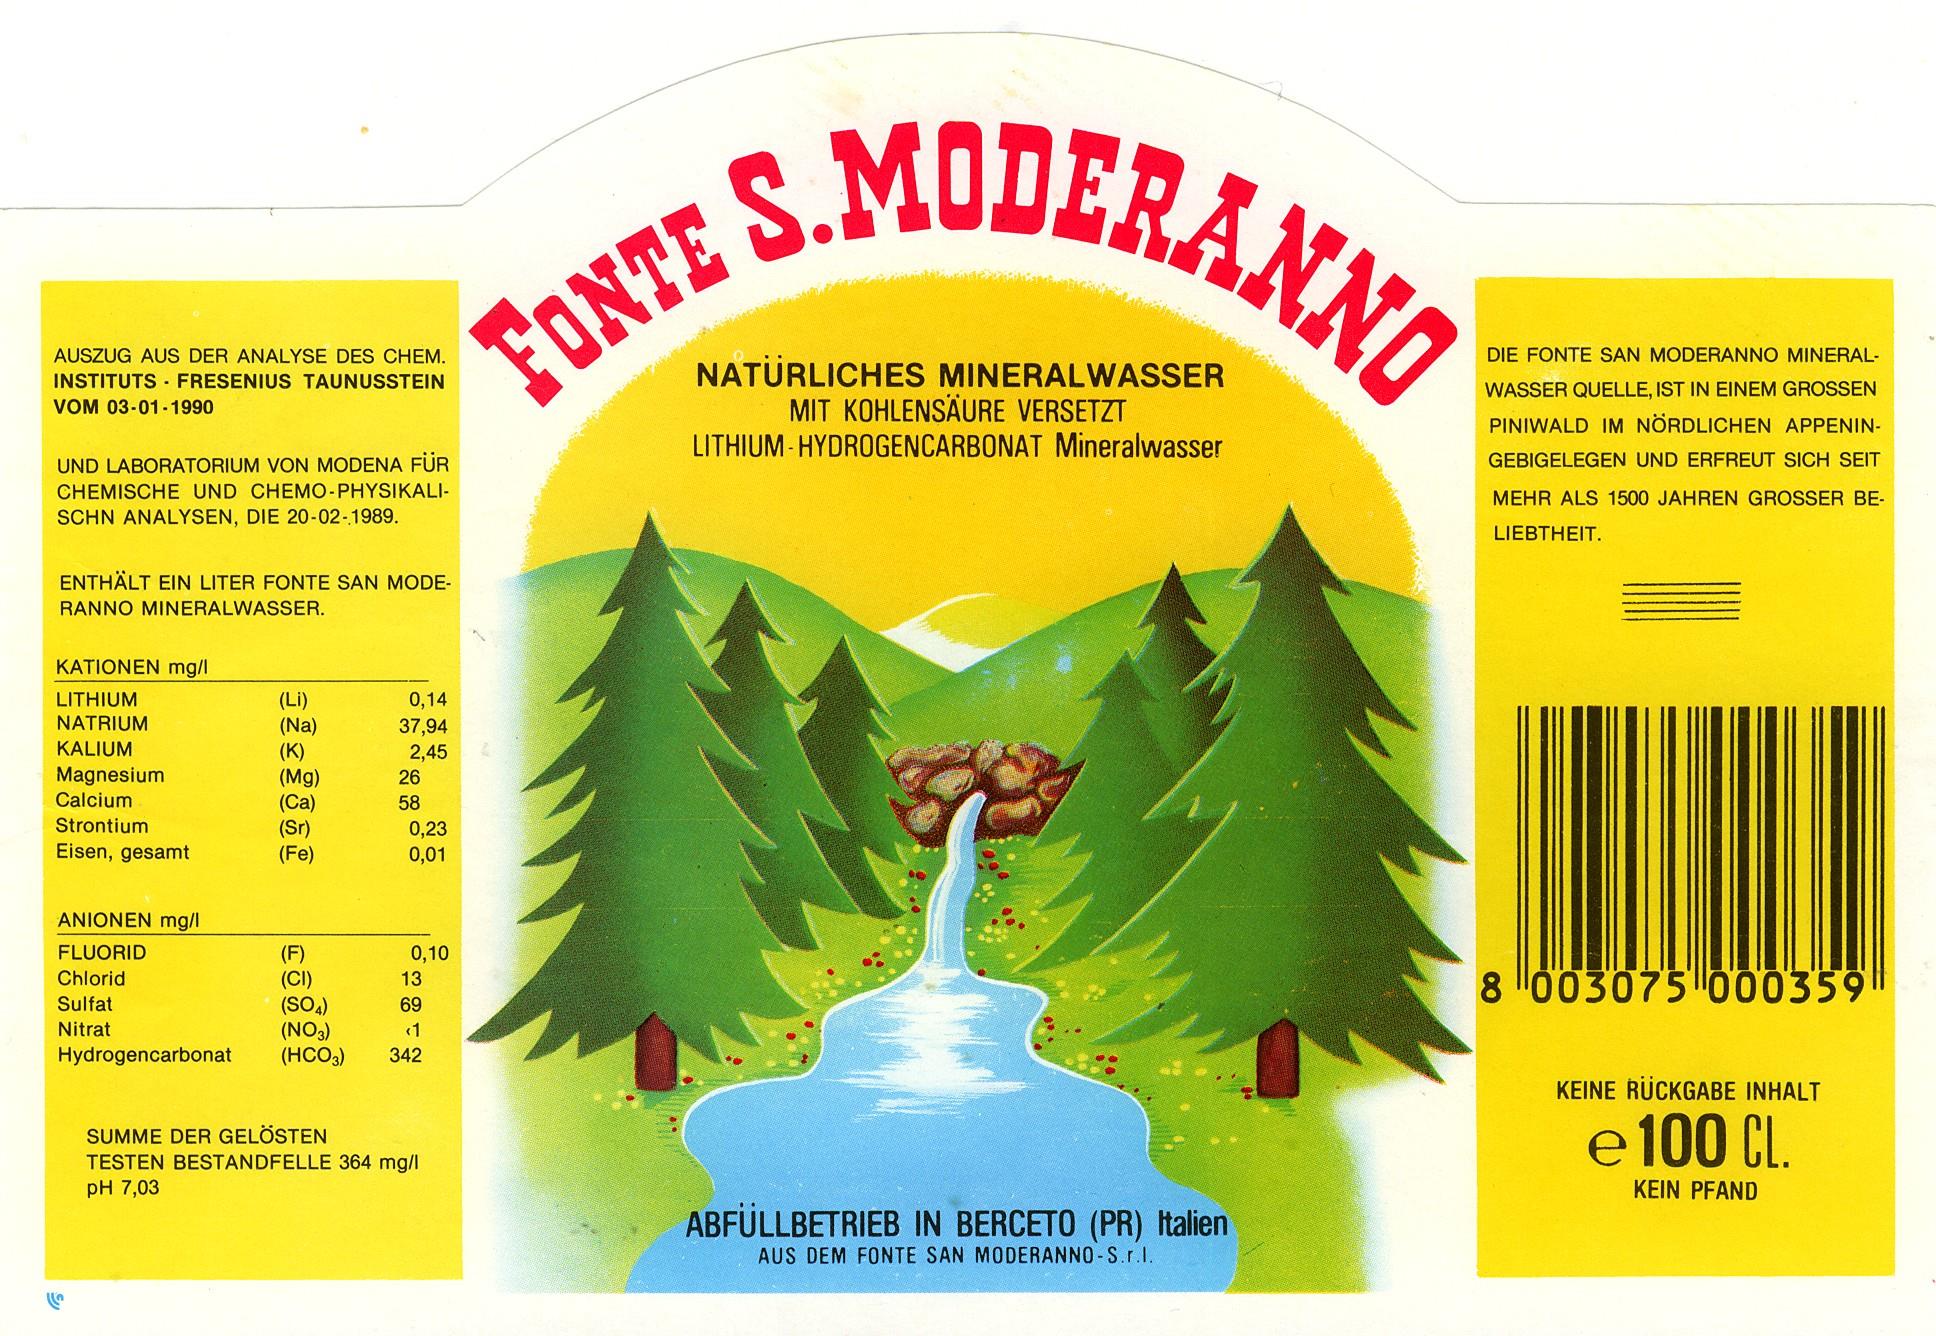 FONTE S. MODERANNO
AUSZUG AUS DER ANALYSE DES CHEM.
INSTITUTS - FRESENIUS TAUNUSSTEIN
VOM 03-01-1990
UND LABORATORIUM VON MODENA FÜR
CHEMISCHE UND CHEMO-PHYSIKALI-
SCHN ANALYSEN, DIE 20-02-1989.
ENTHÄLT EIN LITER FONTE SAN MODE-
RANNO MINERALWASSER.
KATIONEN mg/l
LITHIUM (Li) 0,14
NATRIUM (Na) 37,94
KALIUM (K) 2,45
Magnesium (Mg) 26
Calcium (Ca) 58
Strontium (Sr) 0,23
Eisen, gesamt (Fe) 0,01
ANIONEN mg/l
FLUORID (F) 0,10
Chlorid (Cl) 13
Sulfat (SO₄) 69
Nitrat (NO₃) ‹1
Hydrogencarbonat (HCO₃) 342
SUMME DER GELÖSTEN
TESTEN BESTANDFELLE 364 mg/l
pH 7,03
NATÜRLICHES MINERALWASSER
MIT KOHLENSÄURE VERSETZT
LITHIUM-HYDROGENCARBONAT Mineralwasser
ABFÜLLBETRIEB IN BERCETO (PR) Italien
AUS DEM FONTE SAN MODERANNO-S.r.l.
DIE FONTE SAN MODERANNO MINERAL-
WASSER QUELLE, IST IN EINEM GROSSEN
PINIWALD IM NÖRDLICHEN APPENIN-
GEBIGELEGEN UND ERFREUT SICH SEIT
MEHR ALS 1500 JAHREN GROSSER BE-
LIEBTHEIT.
8 003075 000359
KEINE RÜCKGABE INHALT
℮ 100 CL.
KEIN PFAND